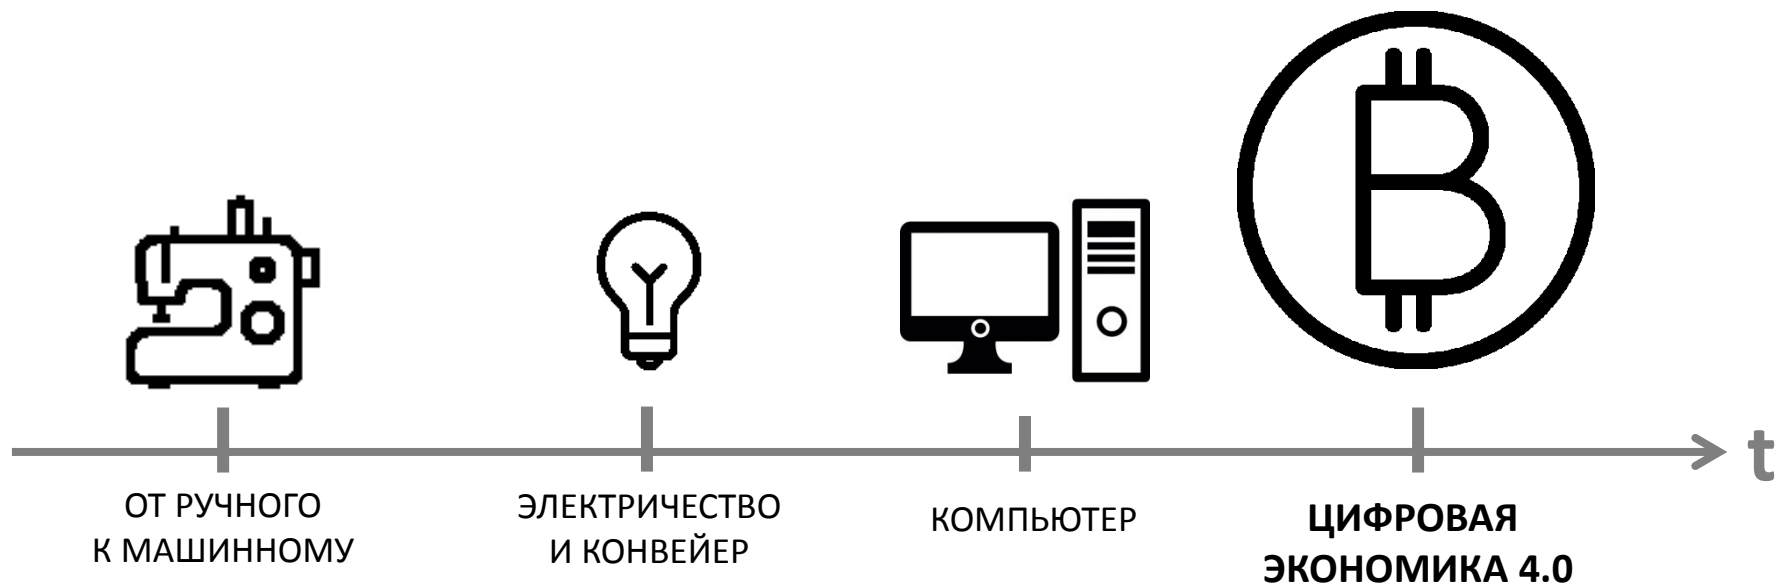 t
ОТ РУЧНОГО
К МАШИННОМУ
ЭЛЕКТРИЧЕСТВО
И КОНВЕЙЕР
КОМПЬЮТЕР
ЦИФРОВАЯ
ЭКОНОМИКА 4.0